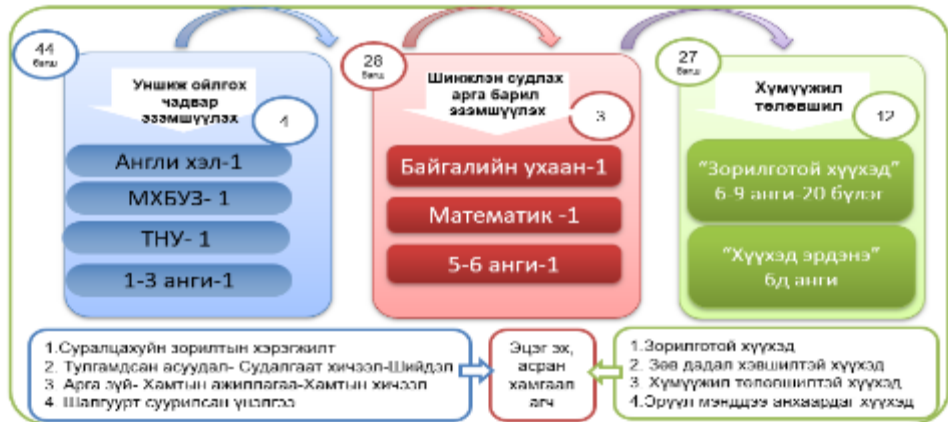 44
багш
Уншиж ойлгох
чадвар
эзэмшүүлэх
4
Англи хэл-1
МХБУЗ- 1
ТНУ- 1
1-3 анги-1
28
багш
Шинжлэн судлах
арга барил
эзэмшүүлэх
3
Байгалийн ухаан-1
Математик -1
5-6 анги-1
27
багш
Хүмүүжил
төлөвшил
12
"Зорилготой хүүхэд"
6-9 анги-20 бүлэг
"Хүүхэд эрдэнэ"
6д анги
1.Суралцахуйн зорилтын хэрэгжилт
2. Тулгамдсан асуудал- Судалгаат хичээл-Шийдэл
3. Арга зүй- Хамтын ажиллагаа-Хамтын хичээл
4. Шалгуурт суурилсан үнэлгээ
Эцэг эх,
асран
хамгаал
агч
1.Зорилготой хүүхэд
2. Зөв дадал хэвшилтэй хүүхэд
3. Хүмүүжил төлөвшилтэй хүүхэд
4.Эрүүл мэнддээ анхаардаг хүүхэд